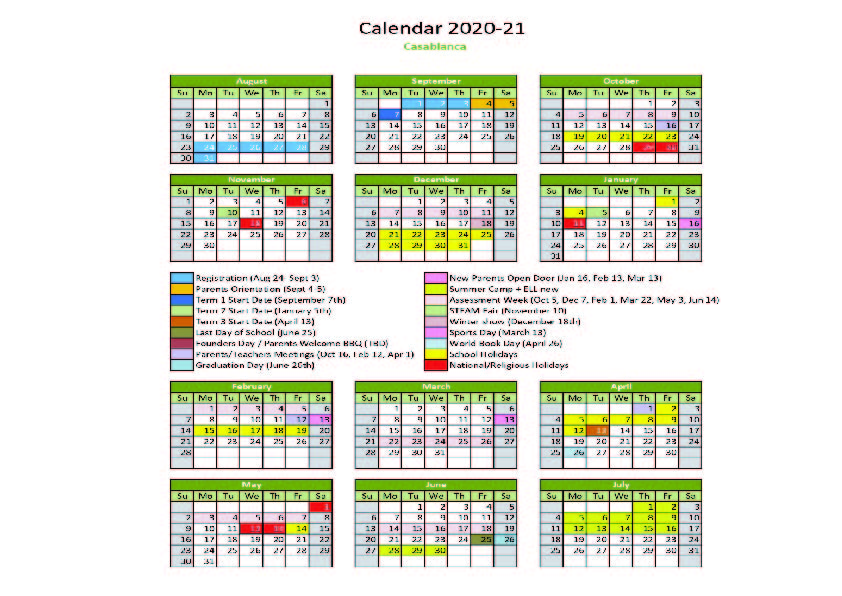 Calendar 2020-21
Casablanca
August
Su Mo Tu We Th Fr Sa
1
2 3 4 5 6 7 8
9 10 11 12 13 14 15
16 17 18 19 20 21 22
23 24 25 26 27 28 29
30 31
September
Su Mo Tu We Th Fr Sa
1 2 3 4 5
6 7 8 9 10 11 12
13 14 15 16 17 18 19
20 21 22 23 24 25 26
27 28 29 30
October
Su Mo Tu We Th Fr Sa
1 2 3
4 5 6 7 8 9 10
11 12 13 14 15 16 17
18 19 20 21 22 23 24
25 26 27 28 29 30 31
November
Su Mo Tu We Th Fr Sa
1 2 3 4 5 6 7
8 9 10 11 12 13 14
15 16 17 18 19 20 21
22 23 24 25 26 27 28
29 30
December
Su Mo Tu We Th Fr Sa
1 2 3 4 5
6 7 8 9 10 11 12
13 14 15 16 17 18 19
20 21 22 23 24 25 26
27 28 29 30 31
January
Su Mo Tu We Th Fr Sa
1 2
3 4 5 6 7 8 9
10 11 12 13 14 15 16
17 18 19 20 21 22 23
24 25 26 27 28 29 30
31
Registration (Aug 24- Sept 3)
Parents Orientation (Sept 4-5)
Term 1 Start Date (September 7th)
Term 2 Start Date (January 5th)
Term 3 Start Date (April 13)
Last Day of School (June 25)
Founders Day / Parents Welcome BBQ (TBD)
Parents/Teachers Meetings (Oct 16, Feb 12, Apr 1)
Graduation Day (June 26th)
New Parents Open Door (Jan 16, Feb 13, Mar 13)
Summer Camp + ELL new
Assessment Week (Oct 5, Dec 7, Feb 1, Mar 22, May 3, Jun 14)
STEAM Fair (November 10)
Winter show (December 18th)
Sports Day (March 13)
World Book Day (April 26)
School Holidays
National/Religious Holidays
February
Su Mo Tu We Th Fr Sa
1 2 3 4 5 6
7 8 9 10 11 12 13
14 15 16 17 18 19 20
21 22 23 24 25 26 27
28
March
Su Mo Tu We Th Fr Sa
1 2 3 4 5 6
7 8 9 10 11 12 13
14 15 16 17 18 19 20
21 22 23 24 25 26 27
28 29 30 31
April
Su Mo Tu We Th Fr Sa
1 2 3
4 5 6 7 8 9 10
11 12 13 14 15 16 17
18 19 20 21 22 23 24
25 26 27 28 29 30
May
Su Mo Tu We Th Fr Sa
1
2 3 4 5 6 7 8
9 10 11 12 13 14 15
16 17 18 19 20 21 22
23 24 25 26 27 28 29
30 31
June
Su Mo Tu We Th Fr Sa
1 2 3 4 5
6 7 8 9 10 11 12
13 14 15 16 17 18 19
20 21 22 23 24 25 26
27 28 29 30
July
Su Mo Tu We Th Fr Sa
1 2 3
4 5 6 7 8 9 10
11 12 13 14 15 16 17
18 19 20 21 22 23 24
25 26 27 28 29 30 31